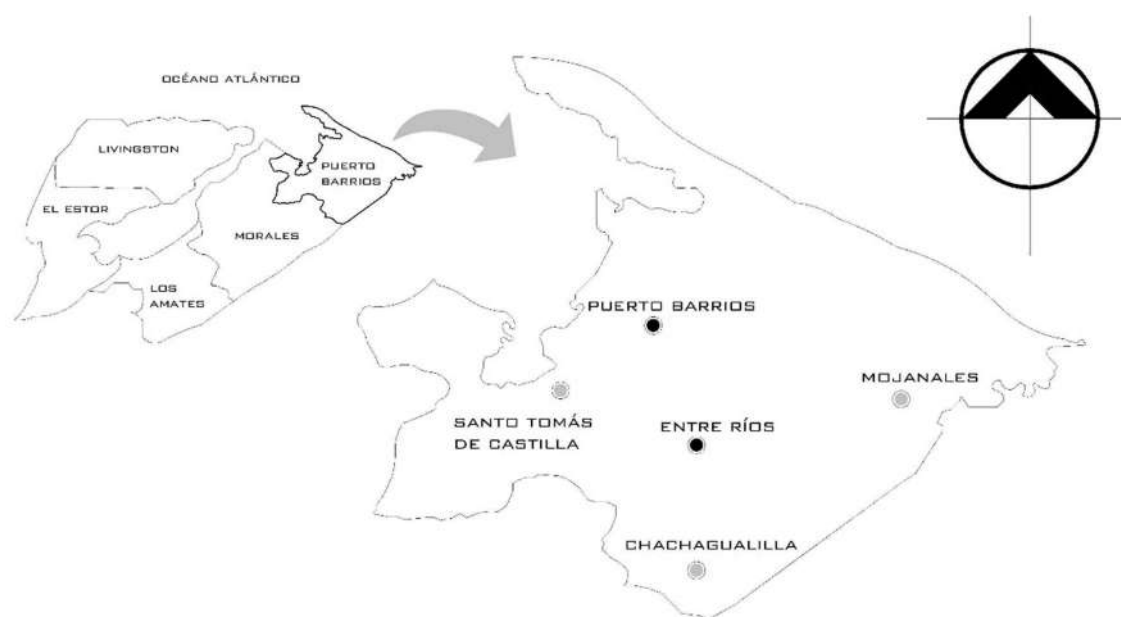 OCÉANO ATLÁNTICO
LIVINGSTON
PUERTO
BARRIOS
EL ESTOR
MORALES
LOS
AMATES
PUERTO BARRIOS
MOJANALES
SANTO TOMÁS
DE CASTILLA
ENTRE RÍOS
CHACHAGUALILLA